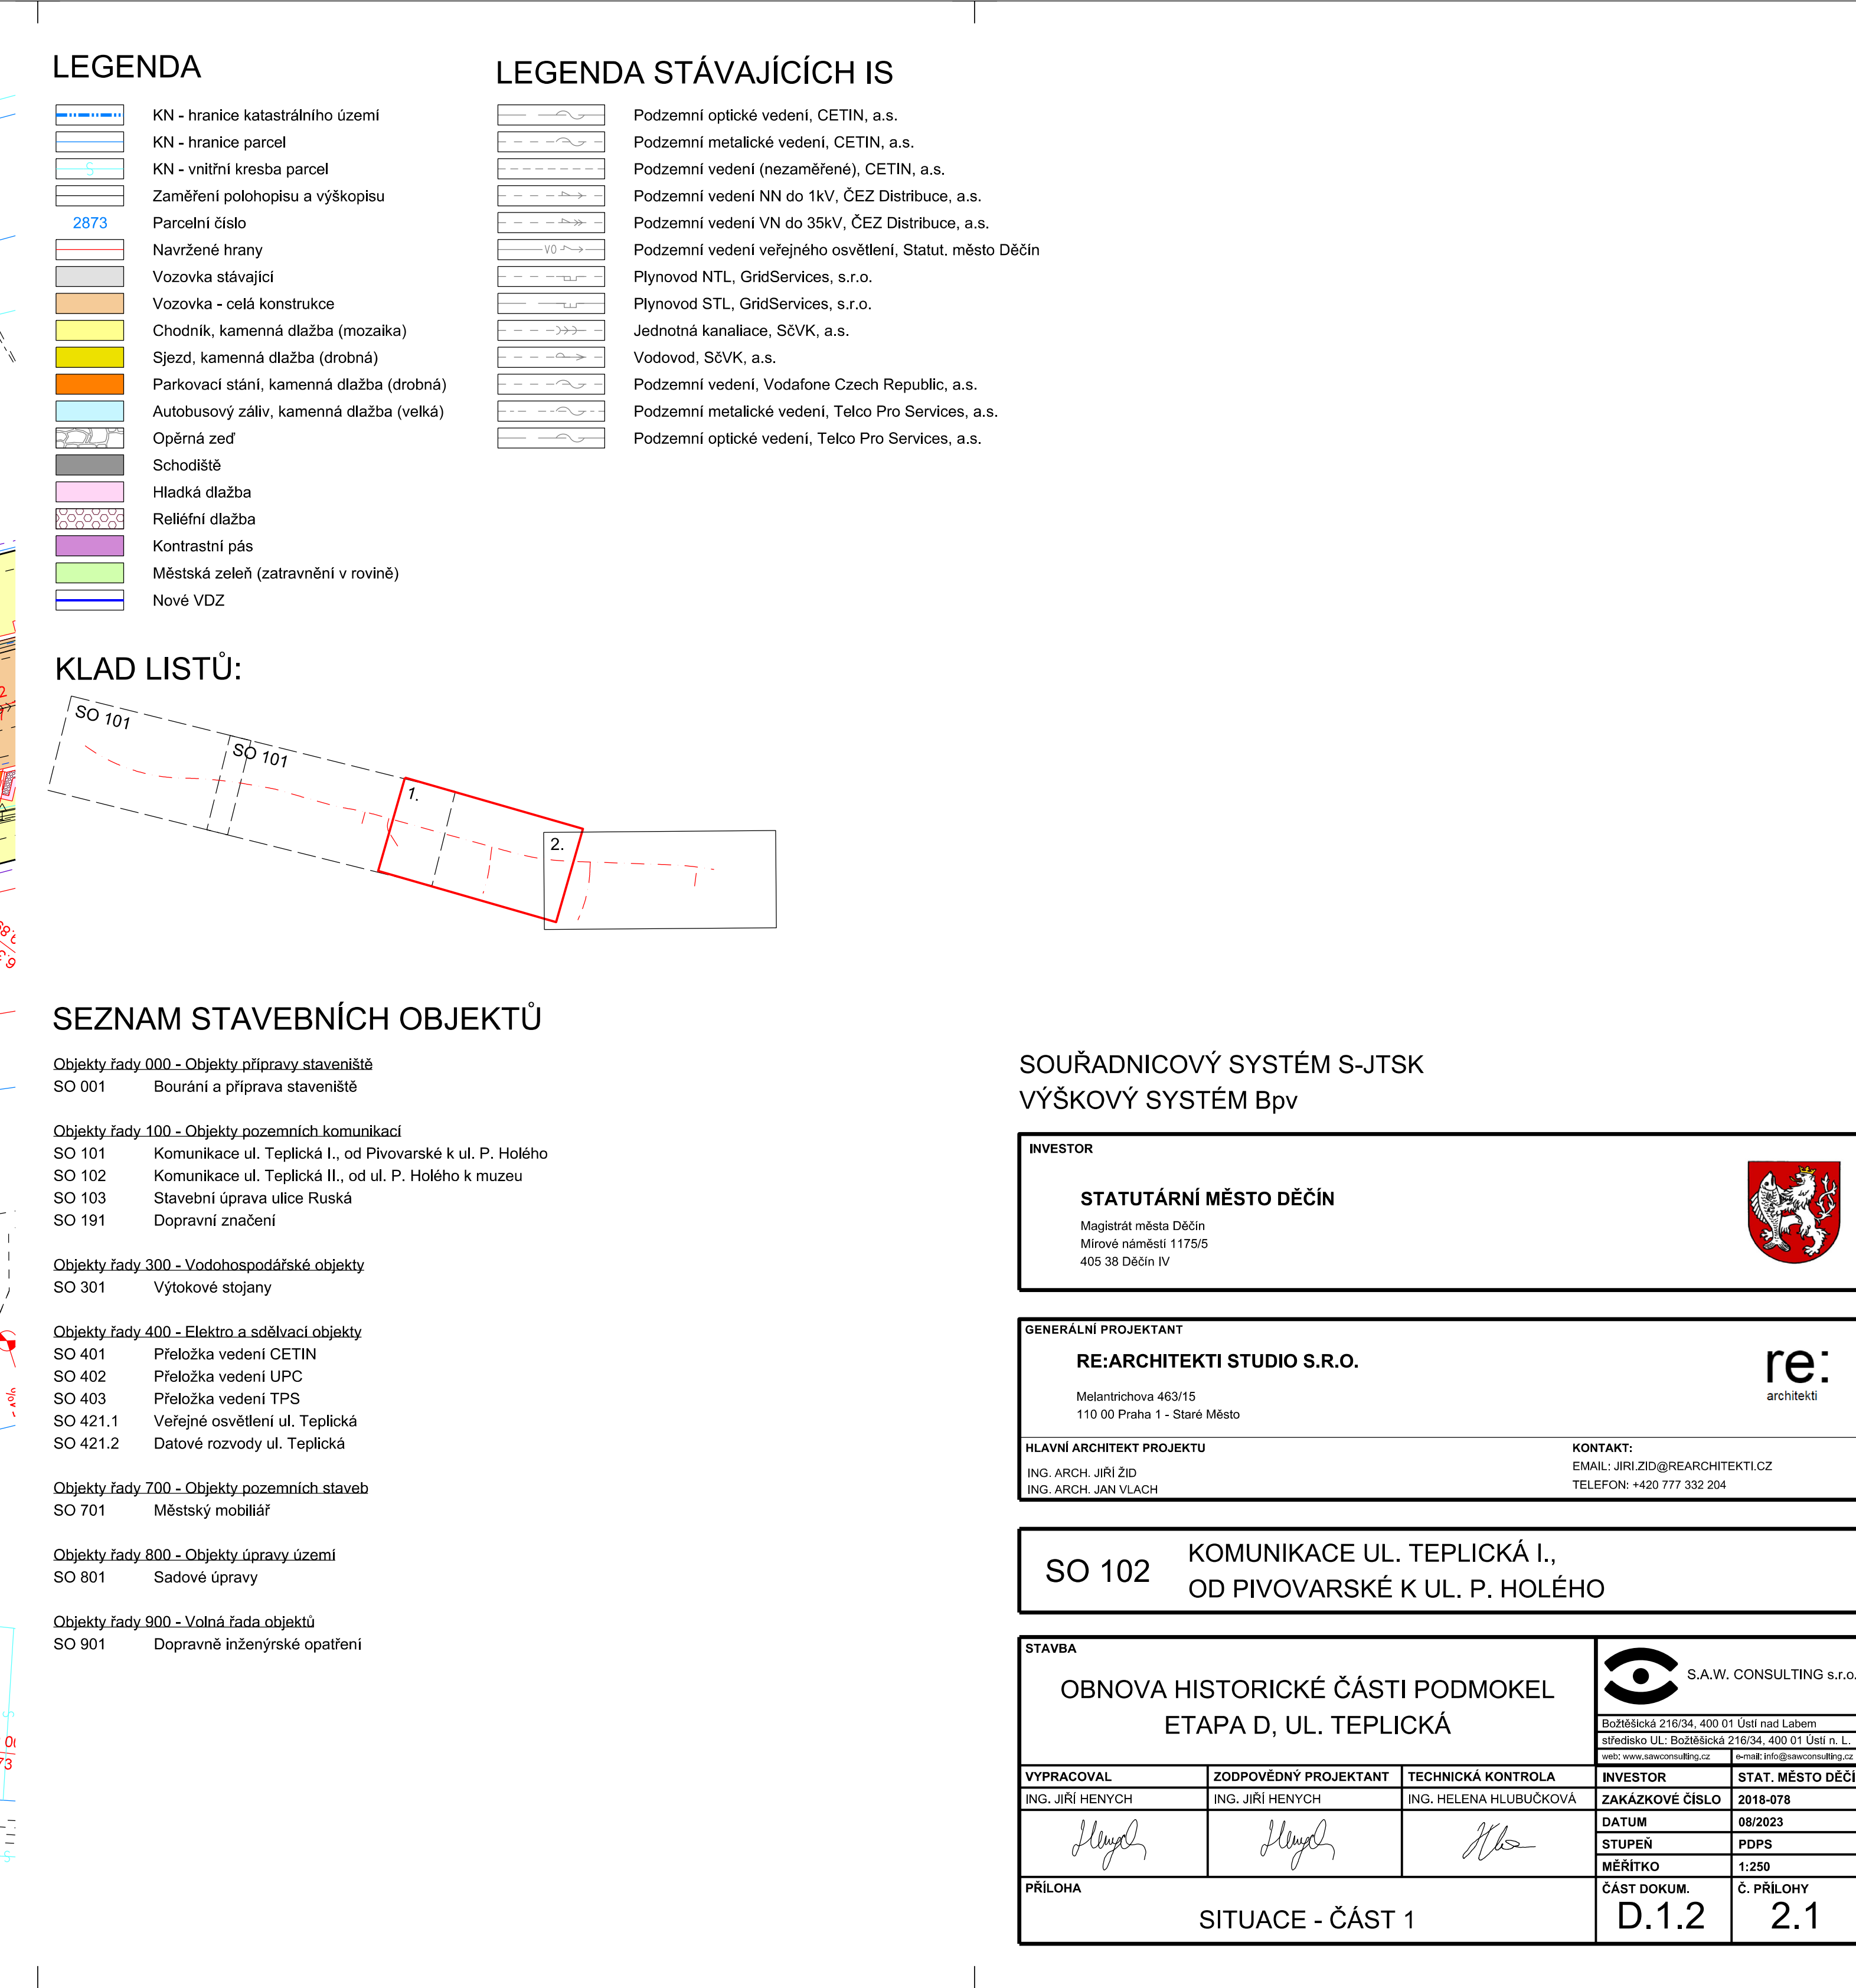 LEGENDA
KN - hranice katastrálního území
KN - hranice parcel
S
KN - vnitřní kresba parcel
Zaměření polohopisu a výškopisu
2873 Parcelní číslo
Navržené hrany
Vozovka stávající
Vozovka - celá konstrukce
Chodník, kamenná dlažba (mozaika)
Sjezd, kamenná dlažba (drobná)
Parkovací stání, kamenná dlažba (drobná)
Autobusový záliv, kamenná dlažba (velká)
Opěrná zeď
Schodiště
Hladká dlažba
Reliéfní dlažba
Kontrastní pás
Městská zeleň (zatravnění v rovině)
Nové VDZ
LEGENDA STÁVAJÍCÍCH IS
Podzemní optické vedení, CETIN, a.s.
Podzemní metalické vedení, CETIN, a.s.
Podzemní vedení (nezaměřené), CETIN, a.s.
Podzemní vedení NN do 1kV, ČEZ Distribuce, a.s.
Podzemní vedení VN do 35kV, ČEZ Distribuce, a.s.
VO Podzemní vedení veřejného osvětlení, Statut. město Děčín
Plynovod NTL, GridServices, s.r.o.
Plynovod STL, GridServices, s.r.o.
Jednotná kanaliace, SčVK, a.s.
Vodovod, SčVK, a.s.
Podzemní vedení, Vodafone Czech Republic, a.s.
Podzemní metalické vedení, Telco Pro Services, a.s.
Podzemní optické vedení, Telco Pro Services, a.s.
KLAD LISTŮ:
SO 101
SO 101
1.
2.
SEZNAM STAVEBNÍCH OBJEKTŮ
Objekty řady 000 - Objekty přípravy staveniště
SO 001 Bourání a příprava staveniště
Objekty řady 100 - Objekty pozemních komunikací
SO 101 Komunikace ul. Teplická I., od Pivovarské k ul. P. Holého
SO 102 Komunikace ul. Teplická II., od ul. P. Holého k muzeu
SO 103 Stavební úprava ulice Ruská
SO 191 Dopravní značení
Objekty řady 300 - Vodohospodářské objekty
SO 301 Výtokové stojany
Objekty řady 400 - Elektro a sdělvací objekty
SO 401 Přeložka vedení CETIN
SO 402 Přeložka vedení UPC
SO 403 Přeložka vedení TPS
SO 421.1 Veřejné osvětlení ul. Teplická
SO 421.2 Datové rozvody ul. Teplická
Objekty řady 700 - Objekty pozemních staveb
SO 701 Městský mobiliář
Objekty řady 800 - Objekty úpravy území
SO 801 Sadové úpravy
Objekty řady 900 - Volná řada objektů
SO 901 Dopravně inženýrské opatření
SOUŘADNICOVÝ SYSTÉM S-JTSK
VÝŠKOVÝ SYSTÉM Bpv
INVESTOR
STATUTÁRNÍ MĚSTO DĚČÍN
Magistrát města Děčín
Mírové náměstí 1175/5
405 38 Děčín IV
GENERÁLNÍ PROJEKTANT
RE:ARCHITEKTI STUDIO S.R.O.
Melantrichova 463/15
110 00 Praha 1 - Staré Město
re:
architekti
HLAVNÍ ARCHITEKT PROJEKTU
ING. ARCH. JIŘÍ ŽID
ING. ARCH. JAN VLACH
KONTAKT:
EMAIL: JIRI.ZID@REARCHITEKTI.CZ
TELEFON: +420 777 332 204
SO 102
KOMUNIKACE UL. TEPLICKÁ I.,
OD PIVOVARSKÉ K UL. P. HOLÉHO
STAVBA
OBNOVA HISTORICKÉ ČÁSTI PODMOKEL
ETAPA D, UL. TEPLICKÁ
S.A.W. CONSULTING s.r.o.
Božtěšická 216/34, 400 01 Ústí nad Labem
středisko UL: Božtěšická 216/34, 400 01 Ústí n. L.
web: www.sawconsulting.cz e-mail: info@sawconsulting.cz
VYPRACOVAL ZODPOVĚDNÝ PROJEKTANT TECHNICKÁ KONTROLA
ING. JIŘÍ HENYCH ING. JIŘÍ HENYCH ING. HELENA HLUBUČKOVÁ
INVESTOR STAT. MĚSTO DĚČÍ
ZAKÁZKOVÉ ČÍSLO 2018-078
DATUM 08/2023
STUPEŇ PDPS
MĚŘÍTKO 1:250
PŘÍLOHA
SITUACE - ČÁST 1
ČÁST DOKUM. Č. PŘÍLOHY
D.1.2 2.1